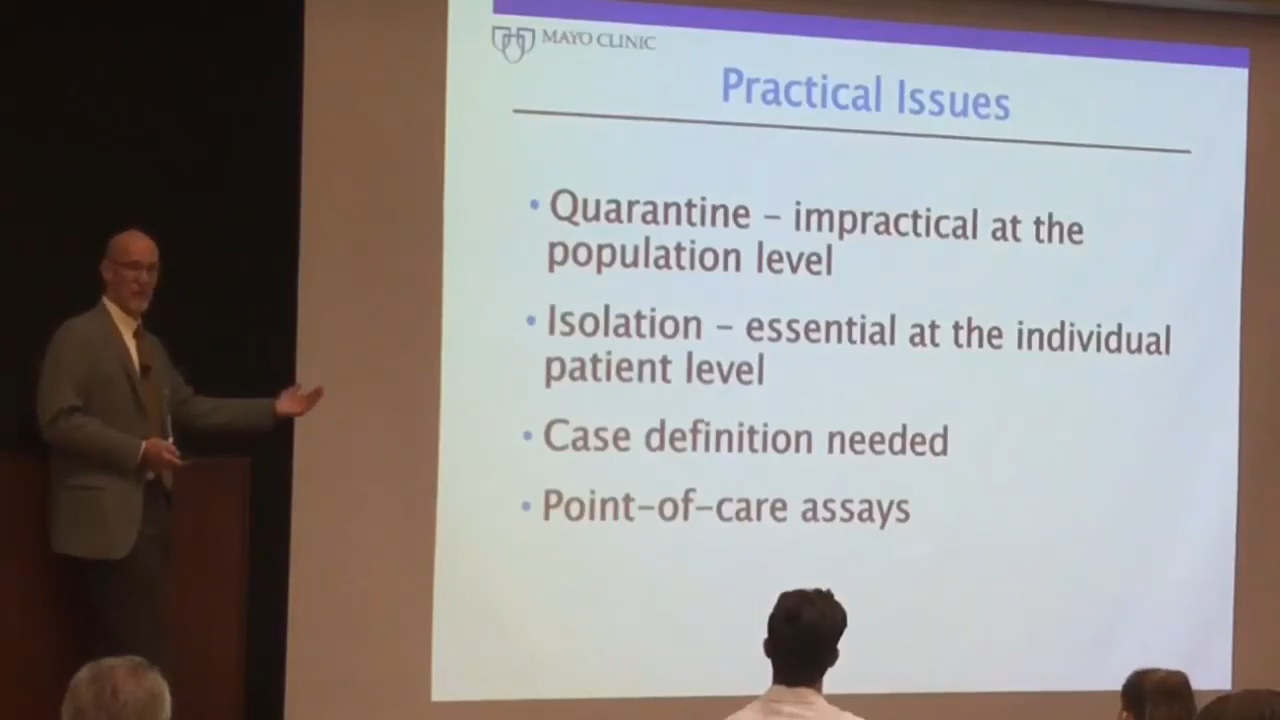 MAYO CLINIC
Practical Issues
• Quarantine – impractical at the
population level
• Isolation – essential at the individual
patient level
• Case definition needed
• Point-of-care assays